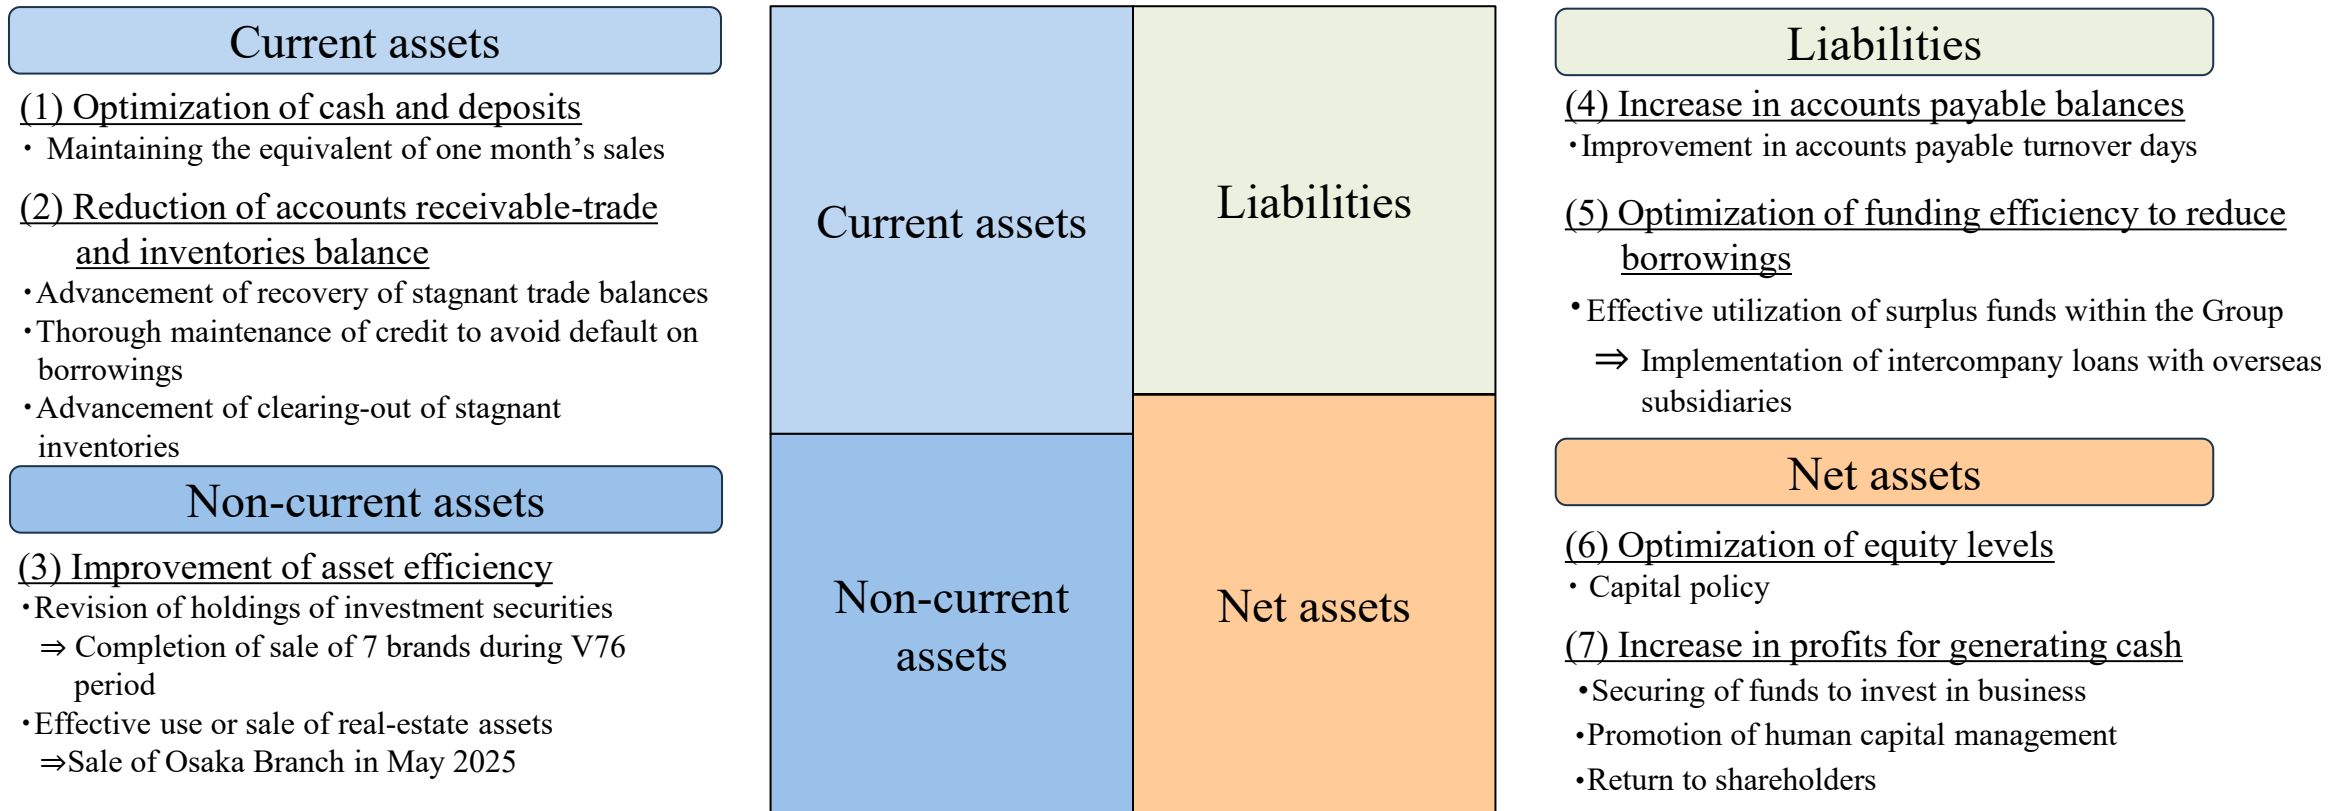 Current assets
(1) Optimization of cash and deposits
・ Maintaining the equivalent of one month’s sales
(2) Reduction of accounts receivable-trade
and inventories balance
・Advancement of recovery of stagnant trade balances
・Thorough maintenance of credit to avoid default on
borrowings
・Advancement of clearing-out of stagnant
inventories
Non-current assets
(3) Improvement of asset efficiency
・Revision of holdings of investment securities
⇒ Completion of sale of 7 brands during V76
period
・Effective use or sale of real-estate assets
⇒Sale of Osaka Branch in May 2025
Current assets
Non-current
assets
Liabilities
Net assets
Liabilities
(4) Increase in accounts payable balances
・Improvement in accounts payable turnover days
(5) Optimization of funding efficiency to reduce
borrowings
・Effective utilization of surplus funds within the Group
⇒ Implementation of intercompany loans with overseas
subsidiaries
Net assets
(6) Optimization of equity levels
・ Capital policy
(7) Increase in profits for generating cash
・Securing of funds to invest in business
・Promotion of human capital management
・Return to shareholders